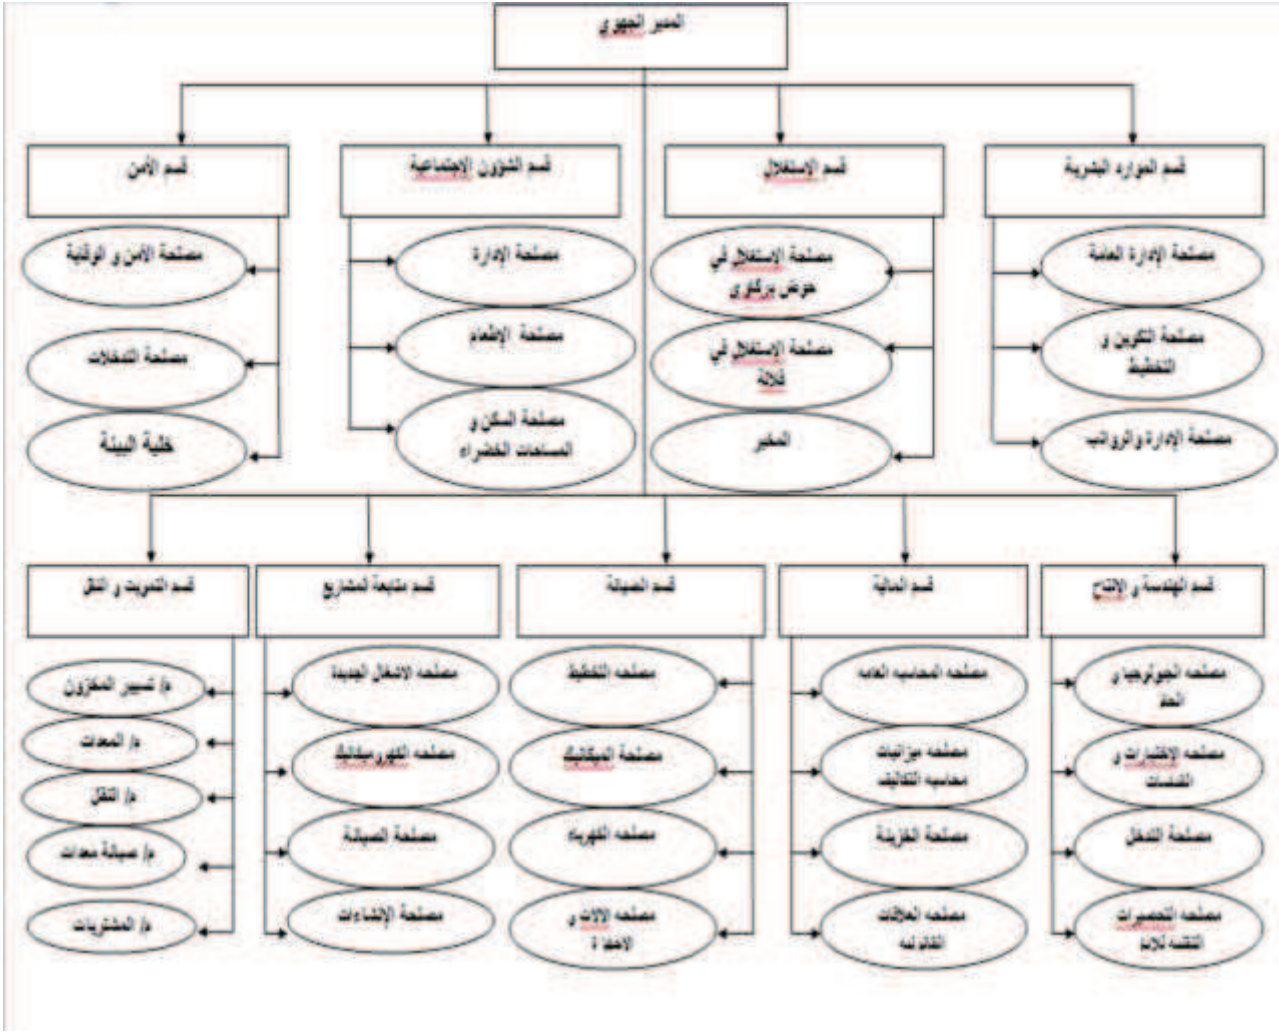 المدير الجهوي
قسم الموارد البشرية
قسم الإستغلال
قسم الشؤون الإجتماعية
قسم الأمن
مصلحة الإدارة العامة
مصلحة التكوين و
التخطيط
مصلحة الإدارة والرواتب
مصلحة الإستغلال في
حوض بركاوي
مصلحة الإستغلال في
قلالة
المخبر
مصلحة الإدارة
مصلحة الإطعام
مصلحة السكن و
المساحات الخضراء
مصلحة الأمن و الوقاية
مصلحة التدخلات
خلية البيئة
قسم الهندسة و الإنتاج
قسم المالية
قسم الصيانة
قسم متابعة المشاريع
قسم التموين و النقل
مصلحه الجيولوجيا و
مصلحه الإختبارات و
القياسات
مصلحة التدخل
مصلحه التحضيرات
مصلحه المحاسبه العامه
مصلحه ميزانيات
محاسبه التكاليف
مصلحة الخزينة
مصلحه العلاقات
القانونيه
مصلحه التخطيط
مصلحة الميكانيك
مصلحه الكهرباء
مصلحه الالات و
الاجهزة
مصلحه الاشغال الجديدة
مصلحه الكهروميكانيك
مصلحة الصيانة
مصلحة الإنشاءات
م/ تسيير المخزون
م/ المعدات
م/ النقل
م/ صيانة معدات
م/ المشتريات